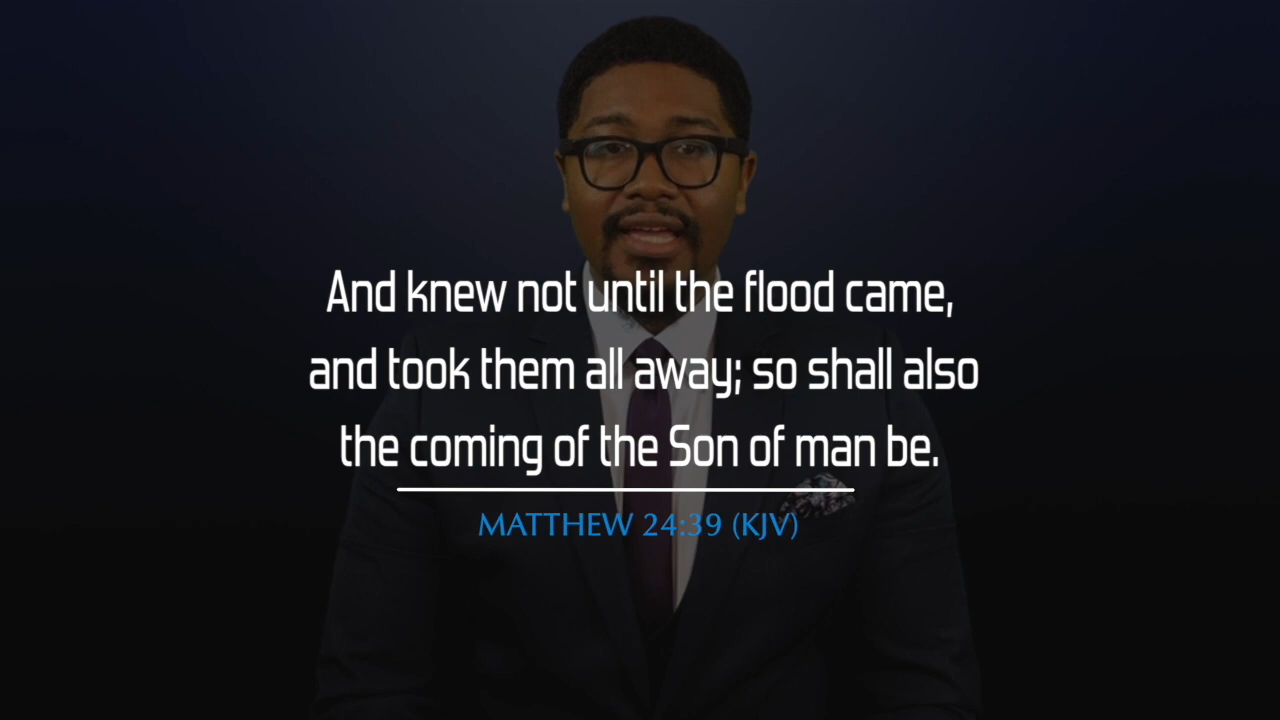 And knew not until the flood came,
and took them all away; so shall also
the coming of the Son of man be.
MATTHEW 24:39 (KJV)